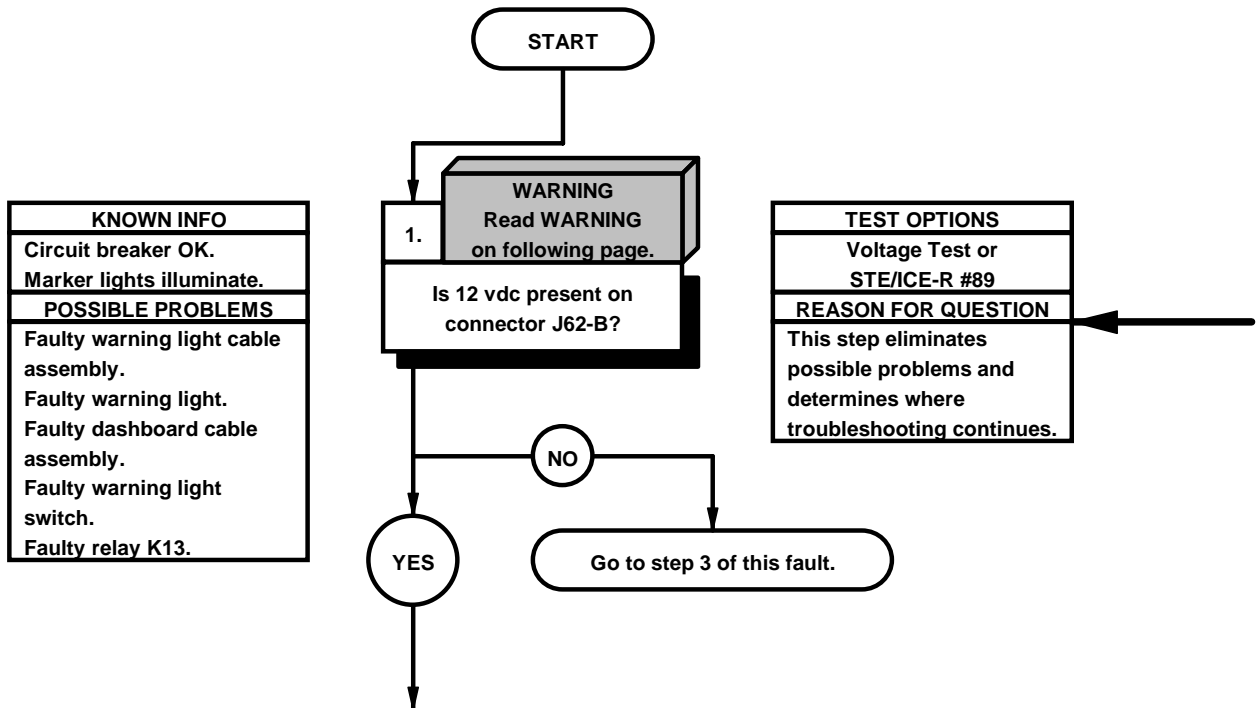 START
KNOWN INFO
Circuit breaker OK.
Marker lights illuminate.
POSSIBLE PROBLEMS
Faulty warning light cable
assembly.
Faulty warning light.
Faulty dashboard cable
assembly.
Faulty warning light
switch.
Faulty relay K13.
1.
WARNING
Read WARNING
on following page.
Is 12 vdc present on
connector J62-B?
TEST OPTIONS
Voltage Test or
STE/ICE-R #89
REASON FOR QUESTION
This step eliminates
possible problems and
determines where
troubleshooting continues.
NO
YES
Go to step 3 of this fault.